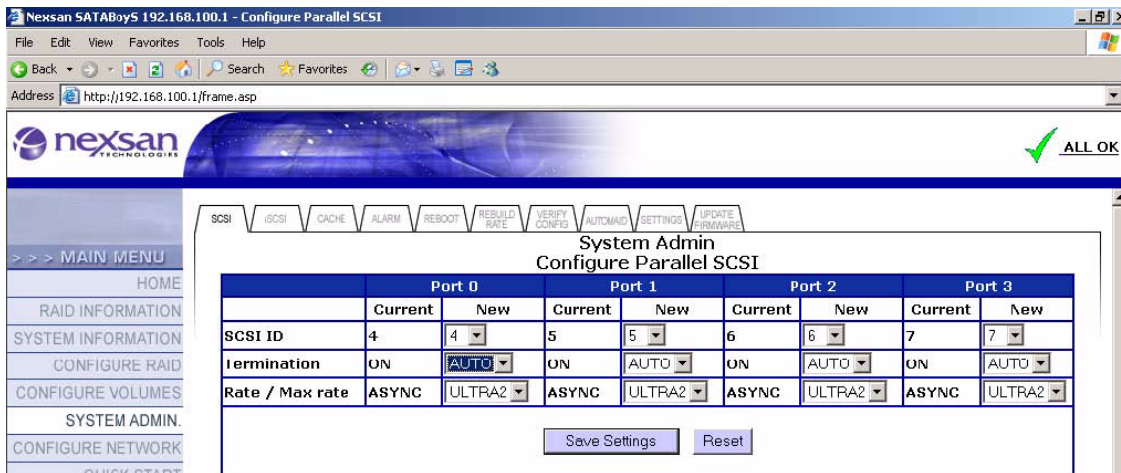 Nexsan SATABoyS 192.168.100.1 - Configure Parallel SCSI
File Edit View Favorites Tools Help
Back Search Favorites
Address http://192.168.100.1/frame.asp
nexsan
TECHNOLOGIES
ALL OK
SCSI iSCSI CACHE ALARM REBOOT REBUILD RATE VERIFY CONFIG AUTOMAID SETTINGS UPDATE FIRMWARE
System Admin
Configure Parallel SCSI
> > > MAIN MENU
HOME
RAID INFORMATION
SYSTEM INFORMATION
CONFIGURE RAID
CONFIGURE VOLUMES
SYSTEM ADMIN.
CONFIGURE NETWORK
QUICK START
Port 0 Port 1 Port 2 Port 3
Current New Current New Current New Current New
SCSI ID 4 4 5 5 6 6 7 7
Termination ON AUTO ON AUTO ON AUTO ON AUTO
Rate / Max rate ASYNC ULTRA2 ASYNC ULTRA2 ASYNC ULTRA2 ASYNC ULTRA2
Save Settings Reset